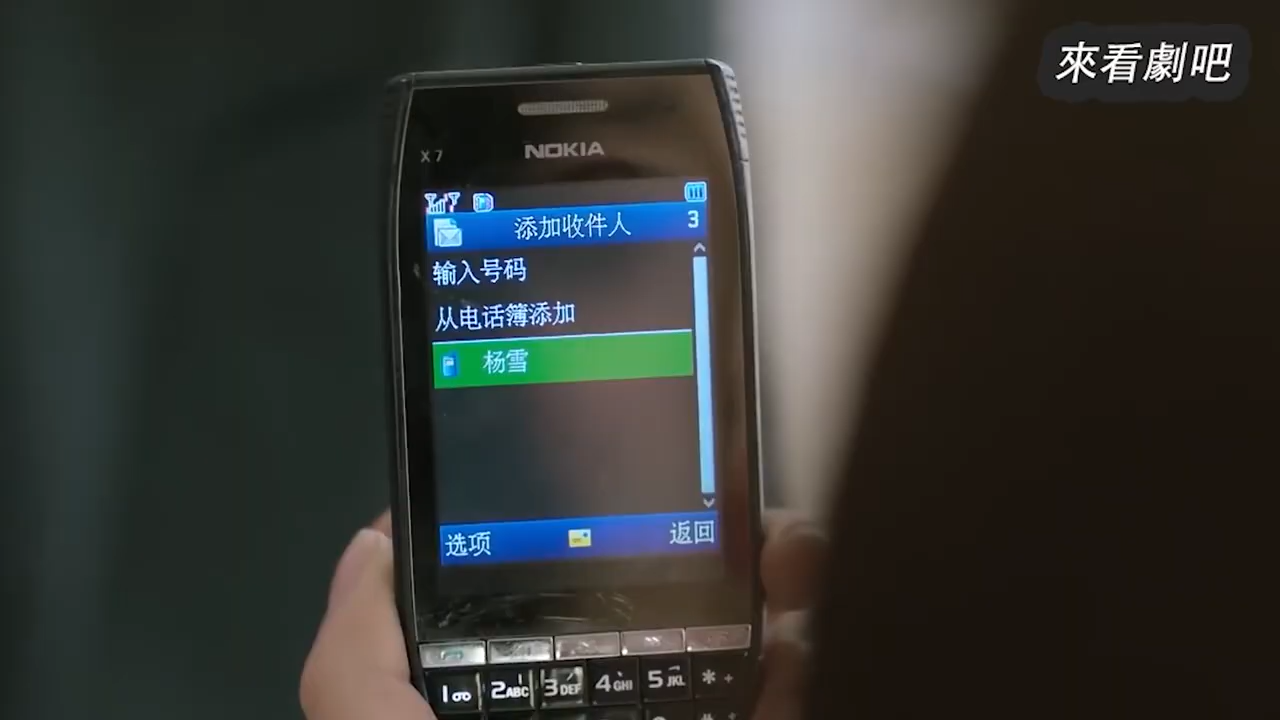 來看劇吧
X7
NOKIA
添加收件人 3
输入号码
从电话簿添加
杨雪
选项 返回
1 2ABC 3DEF 4GHI 5JKL * +